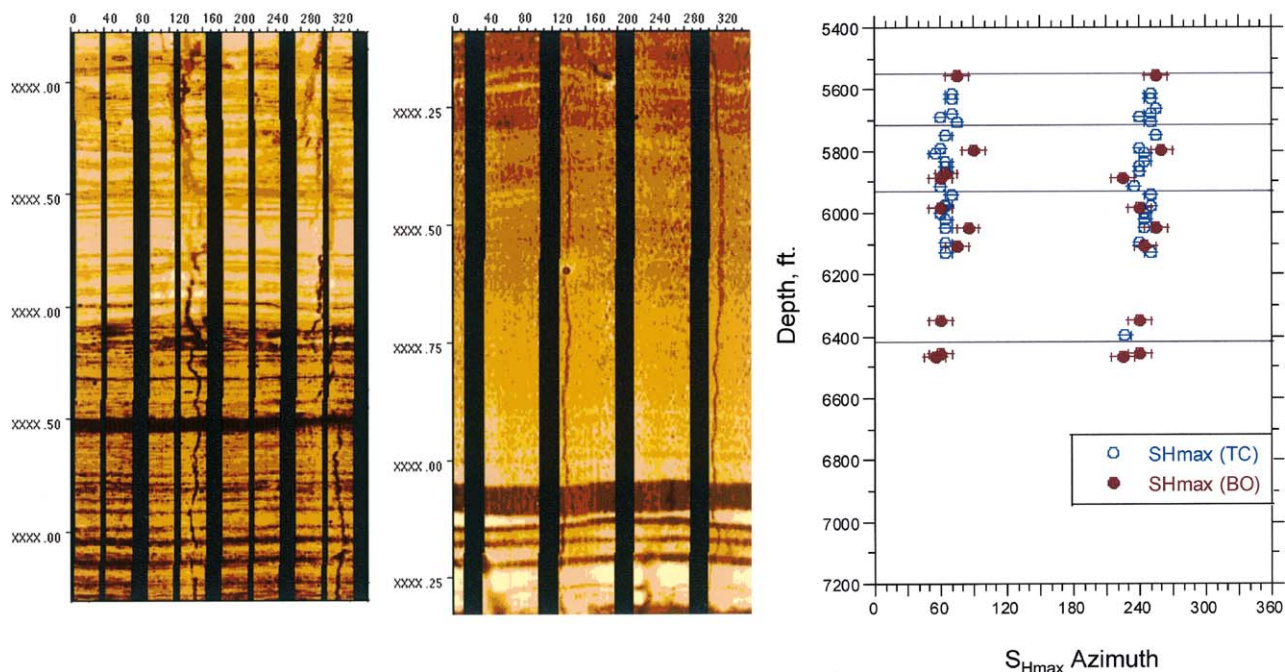 0 40 80 120 160 200 240 280 320
XXXX .00
XXXX .50
XXXX .00
XXXX .50
XXXX .00
0 40 80 120 160 200 240 280 320
XXXX .25
XXXX .50
XXXX .75
XXXX .00
XXXX .25
Depth, ft.
5400
5600
5800
6000
6200
6400
6600
6800
7000
7200
SHmax (TC)
SHmax (BO)
0 60 120 180 240 300 360
SHmax Azimuth